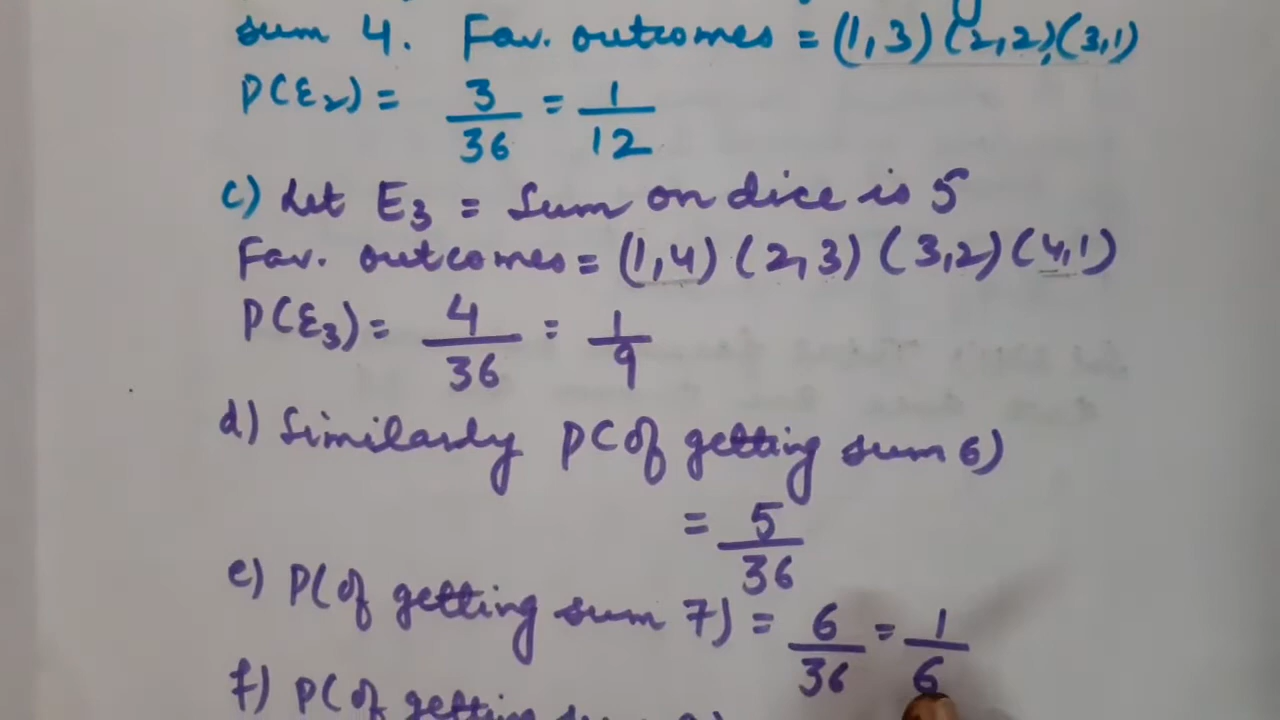 sum 4. Fav. outcomes = (1,3) (2,2), (3,1)
P(E₂) = 3/36 = 1/12
c) Let E₃ = Sum on dice is 5
Fav. outcomes = (1,4) (2,3) (3,2) (4,1)
P(E₃) = 4/36 = 1/9
d) Similarly P(of getting sum 6)
= 5/36
e) P(of getting sum 7) = 6/36 = 1/6
f) P(of getting sum